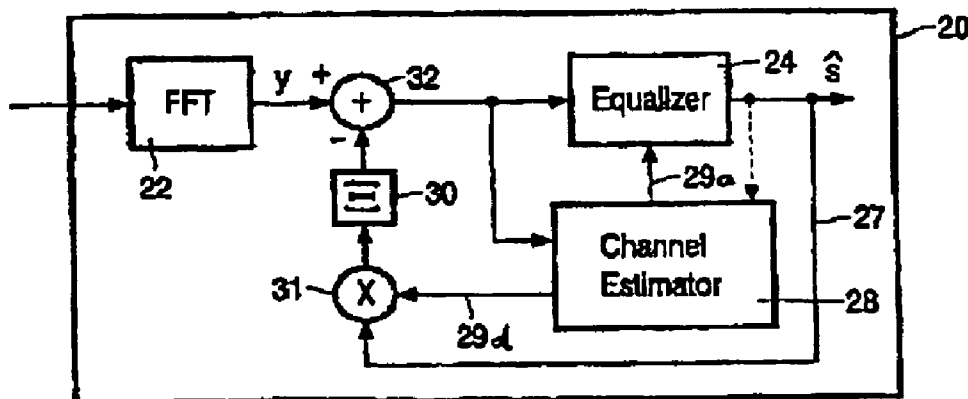 20
24
ŝ
y
+
32
FFT
+
Equalizer
-
22
29a
Ξ
30
27
Channel
Estimator
31
X
28
29d